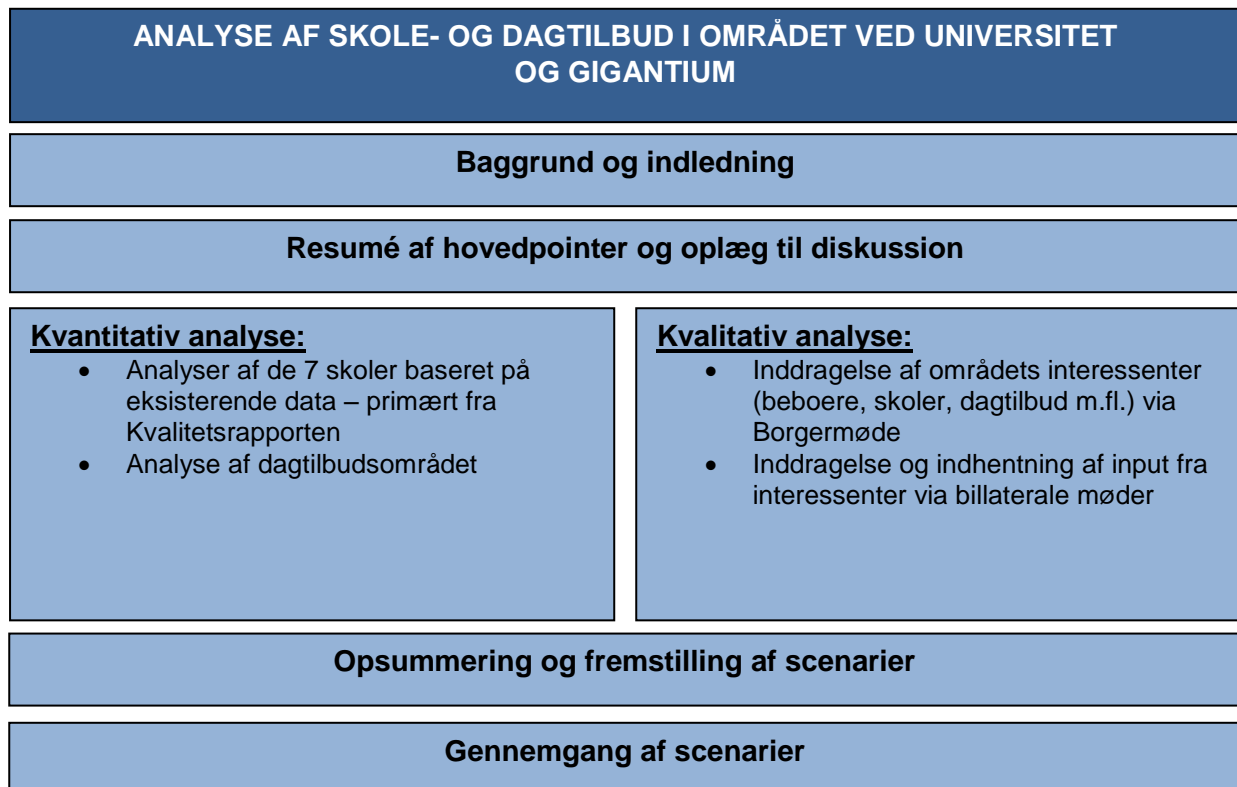 ANALYSE AF SKOLE- OG DAGTILBUD I OMRÅDET VED UNIVERSITET
OG GIGANTIUM
Baggrund og indledning
Resumé af hovedpointer og oplæg til diskussion
Kvantitativ analyse:
• Analyser af de 7 skoler baseret på
eksisterende data – primært fra
Kvalitetsrapporten
• Analyse af dagtilbudsområdet
Kvalitativ analyse:
• Inddragelse af områdets interessenter
(beboere, skoler, dagtilbud m.fl.) via
Borgermøde
• Inddragelse og indhentning af input fra
interessenter via billaterale møder
Opsummering og fremstilling af scenarier
Gennemgang af scenarier